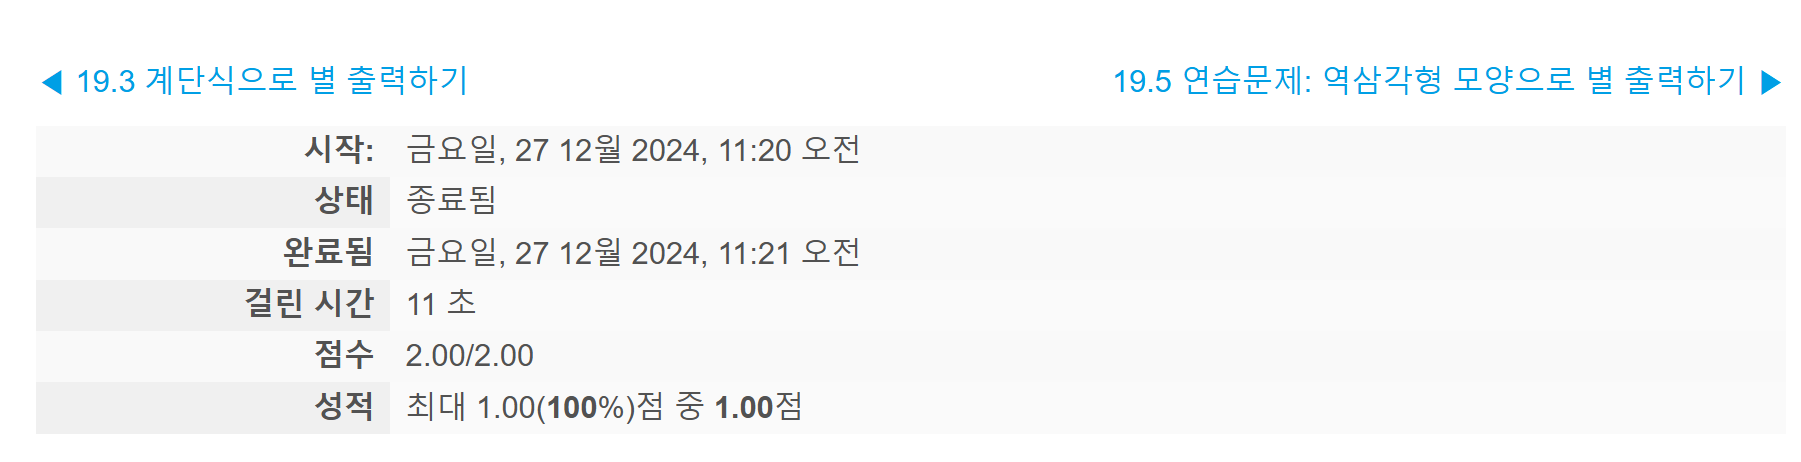 ◀ 19.3 계단식으로 별 출력하기
19.5 연습문제: 역삼각형 모양으로 별 출력하기 ▶
시작: 금요일, 27 12월 2024, 11:20 오전
상태 종료됨
완료됨 금요일, 27 12월 2024, 11:21 오전
걸린 시간 11 초
점수 2.00/2.00
성적 최대 1.00(100%)점 중 1.00점